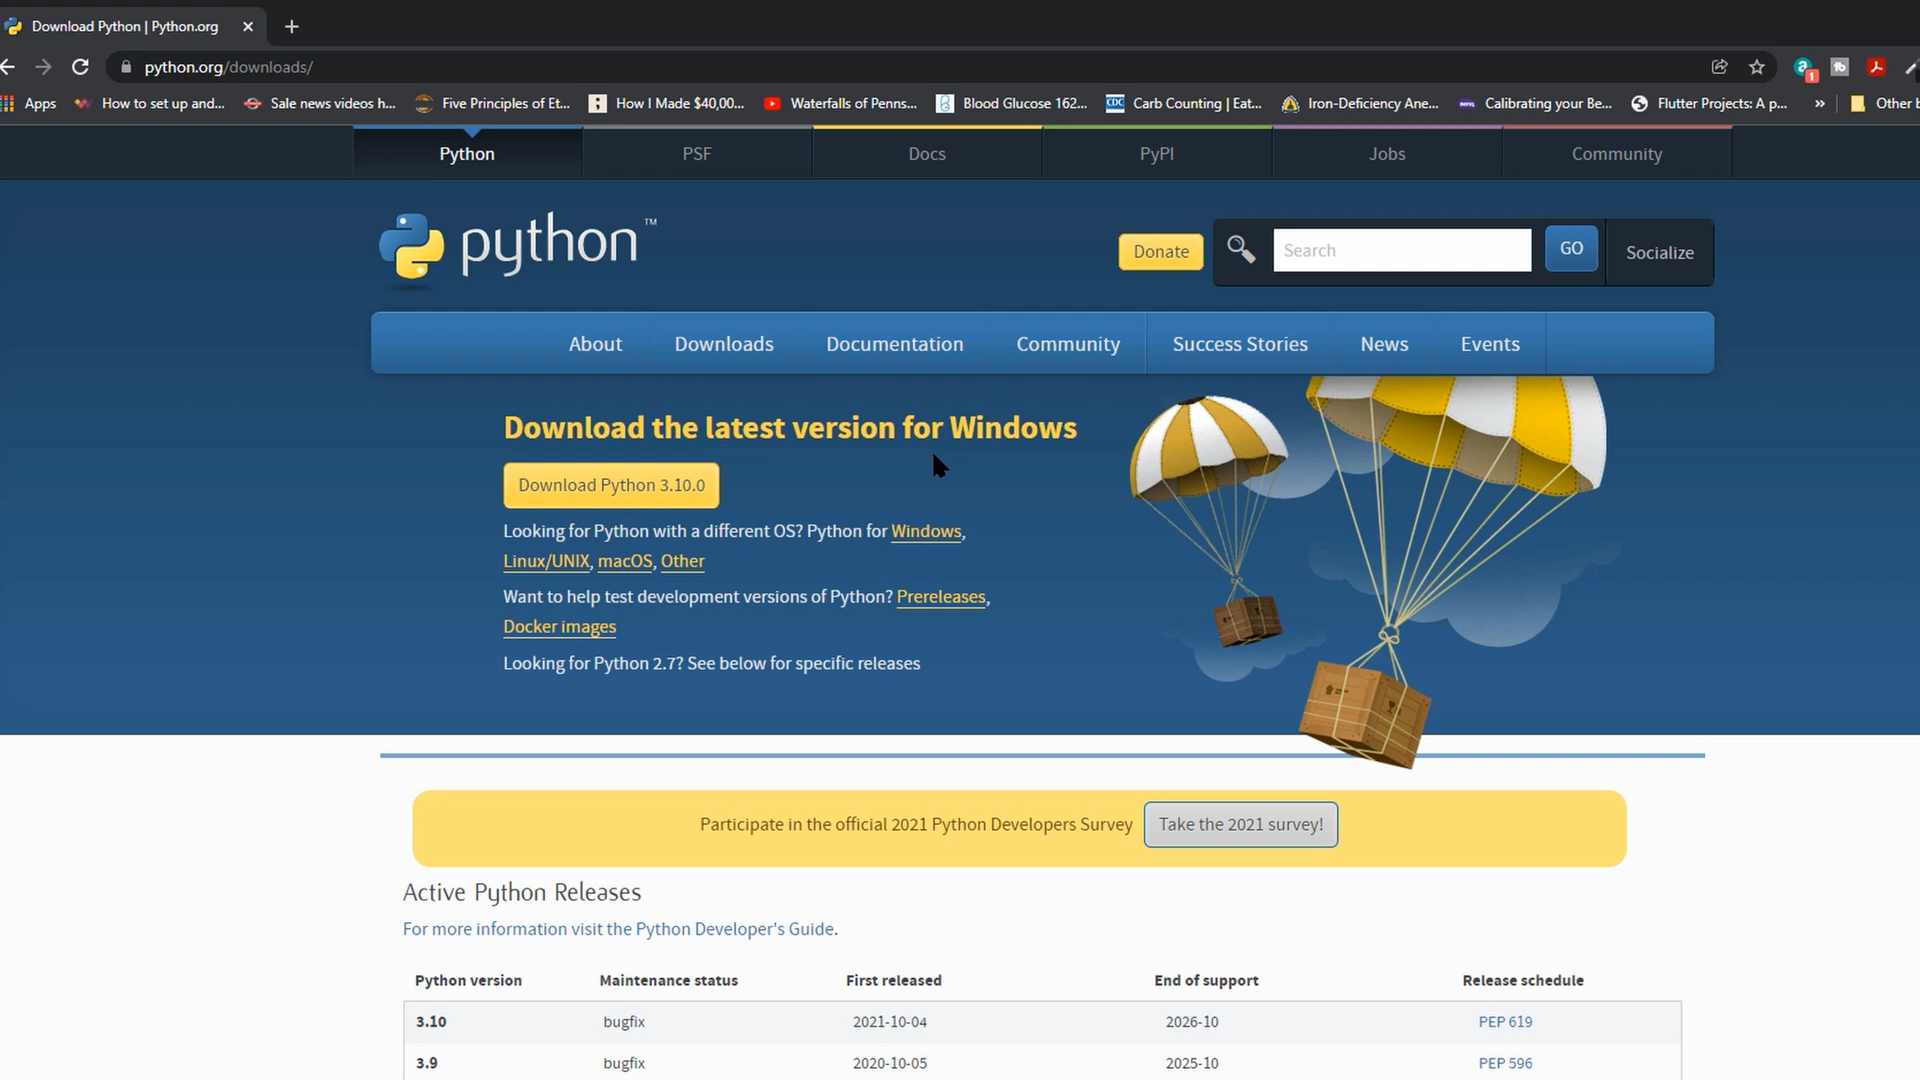 Download Python | Python.org
python.org/downloads/
Apps How to set up and... Sale news videos h... Five Principles of Et... How I Made $40,00... Waterfalls of Penns... Blood Glucose 162... CDC Carb Counting | Eat... Iron-Deficiency Ane... Calibrating your Be... Flutter Projects: A p... » Other b
Python PSF Docs PyPI Jobs Community
python™
Donate Search GO Socialize
About Downloads Documentation Community Success Stories News Events
Download the latest version for Windows
Download Python 3.10.0
Looking for Python with a different OS? Python for Windows,
Linux/UNIX, macOS, Other
Want to help test development versions of Python? Prereleases,
Docker images
Looking for Python 2.7? See below for specific releases
Participate in the official 2021 Python Developers Survey Take the 2021 survey!
Active Python Releases
For more information visit the Python Developer's Guide.
Python version Maintenance status First released End of support Release schedule
3.10 bugfix 2021-10-04 2026-10 PEP 619
3.9 bugfix 2020-10-05 2025-10 PEP 596